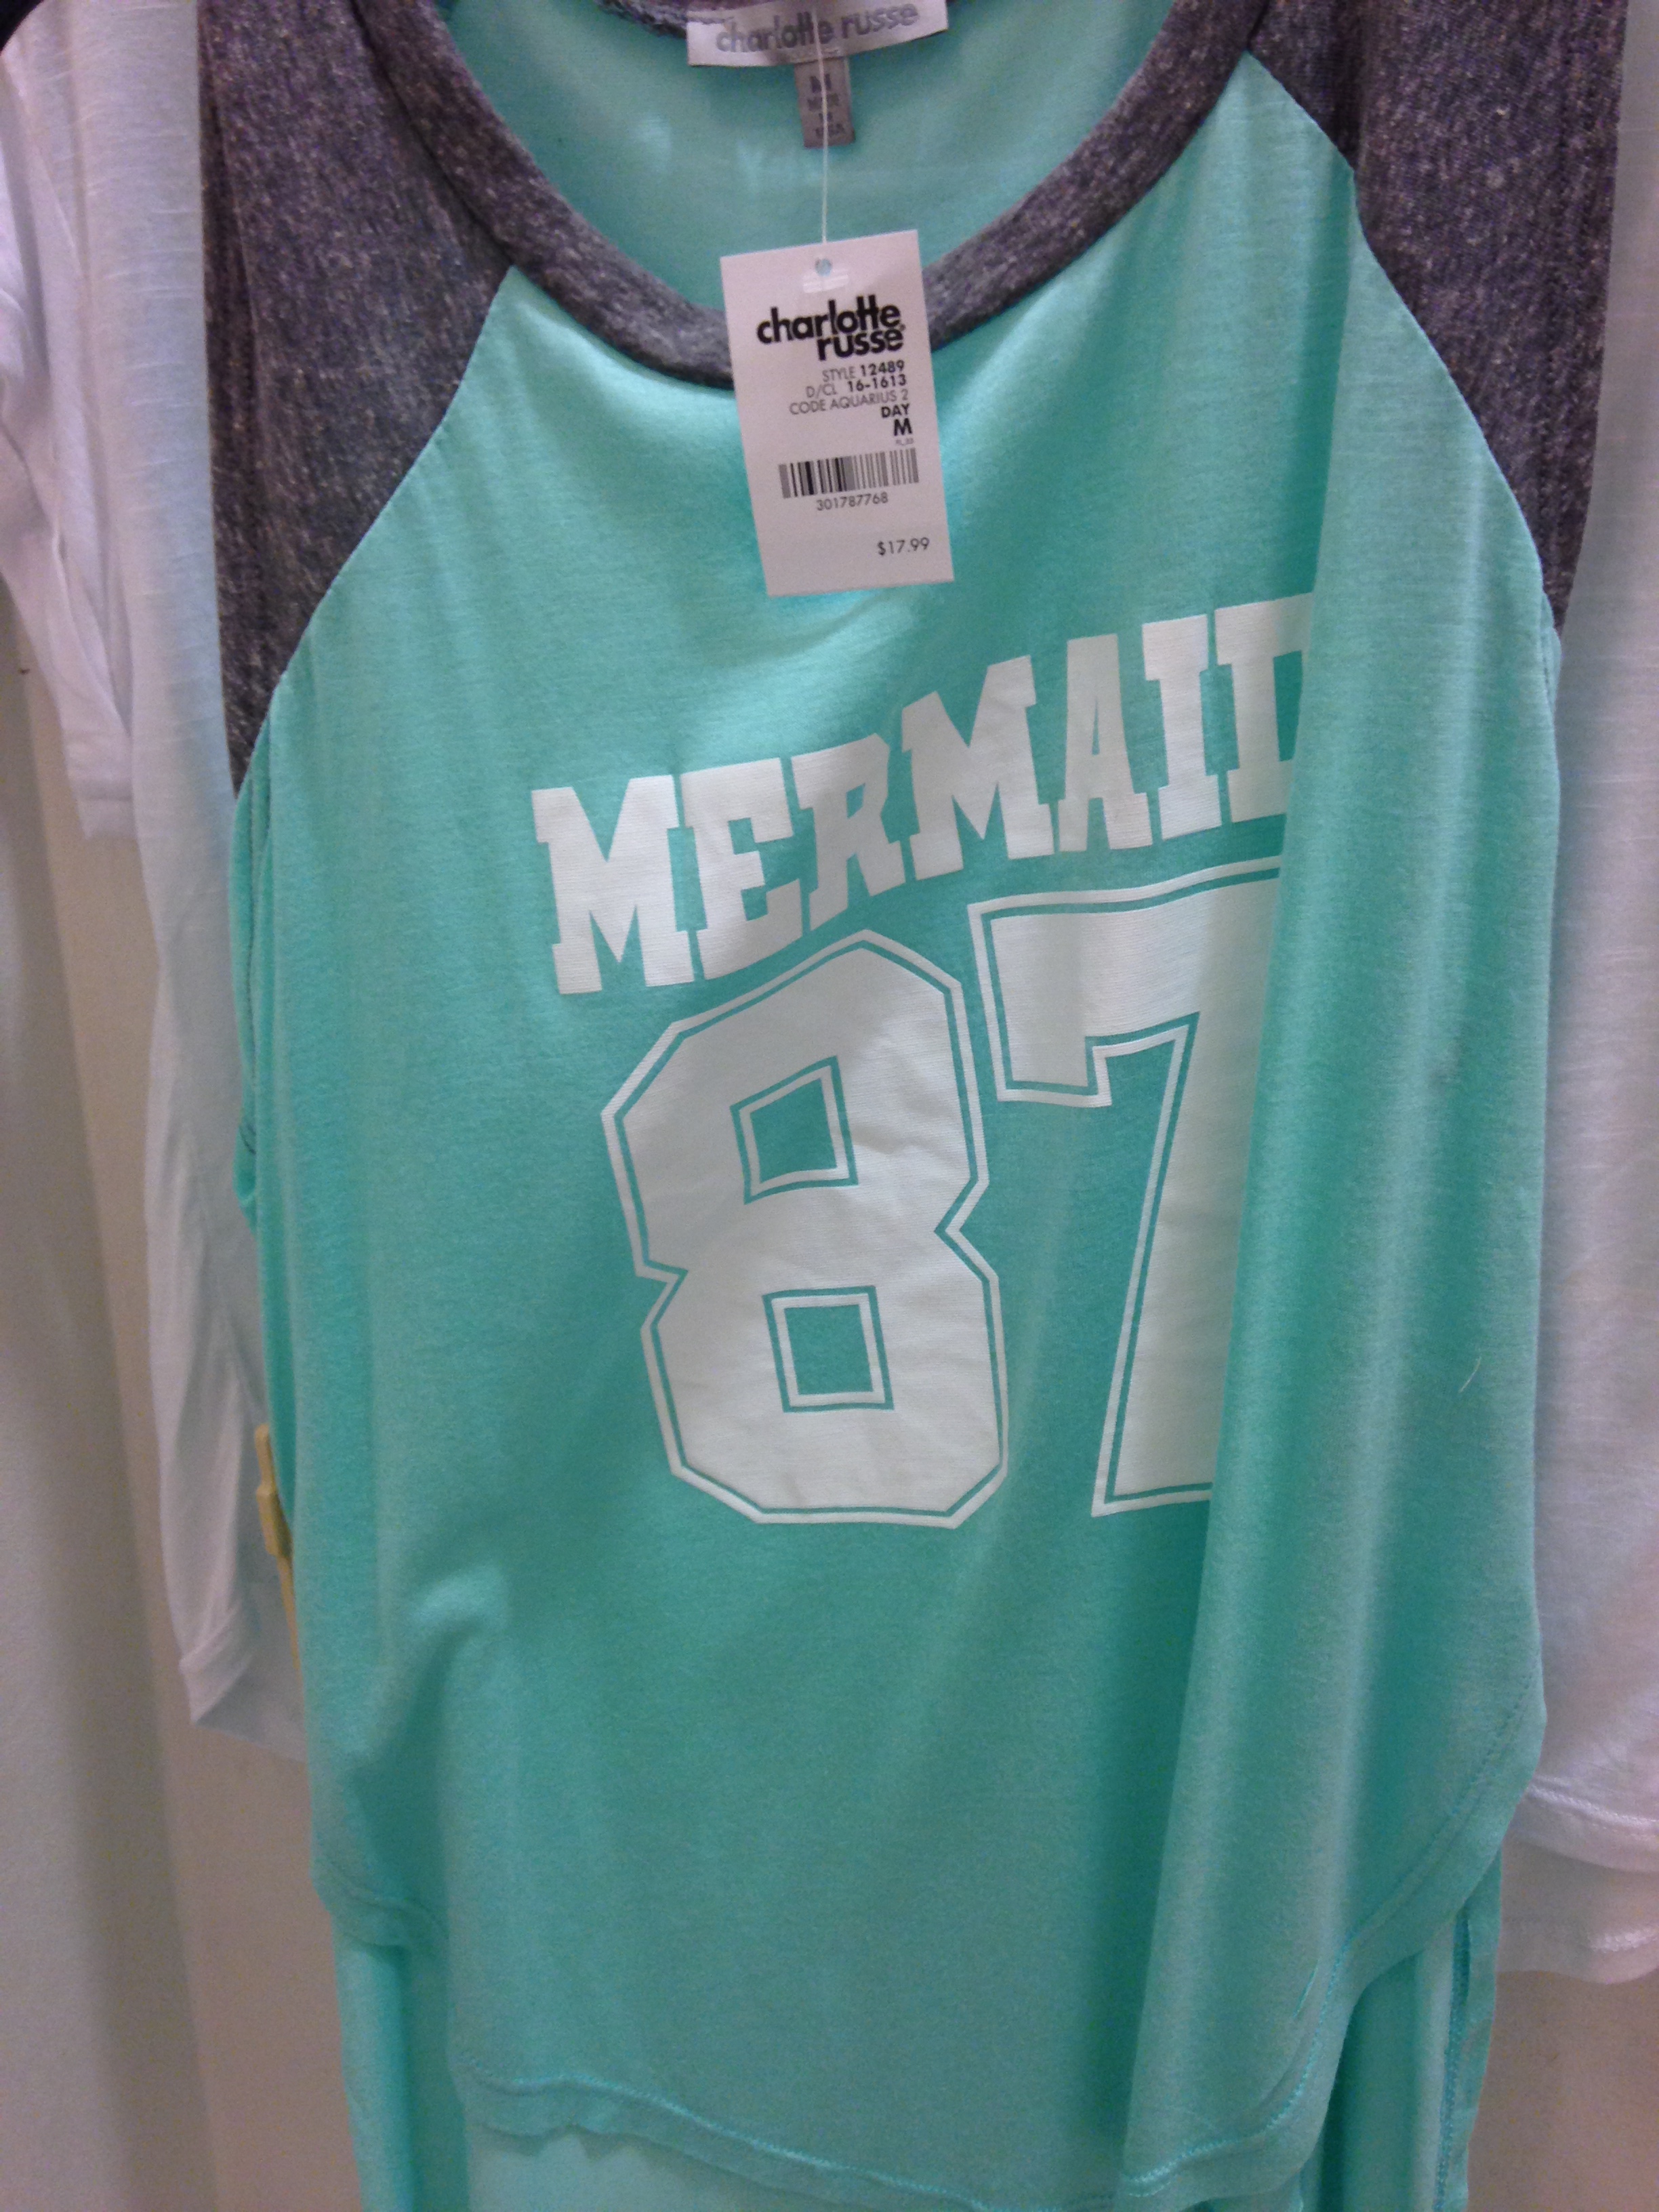 charlotte russe
M
charlotte
russe
STYLE 12489
D/CL 16-1613
CODE AQUARIUS 2
DAY
M
301787768
$17.99
MERMAID
87